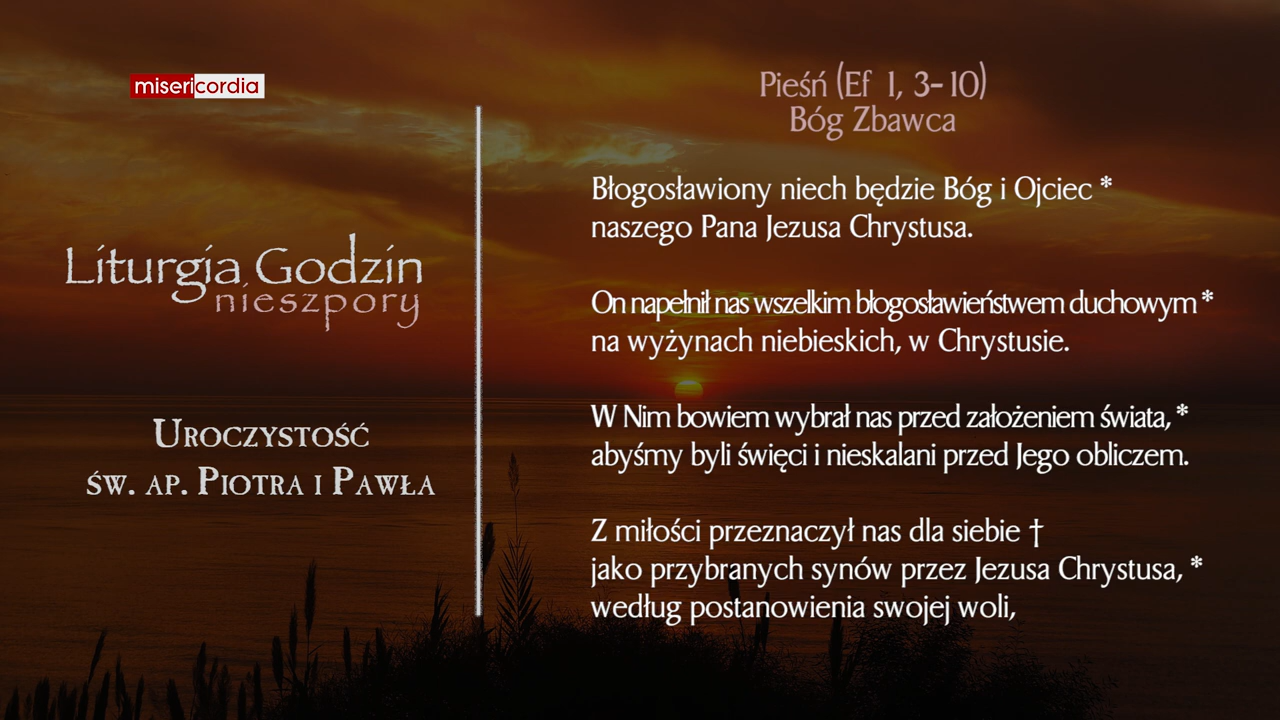 misericordia
Liturgia Godzin
nieszpory
Uroczystość
św. ap. Piotra i Pawła
Pieśń (Ef 1, 3-10)
Bóg Zbawca
Błogosławiony niech będzie Bóg i Ojciec *
naszego Pana Jezusa Chrystusa.
On napełnił nas wszelkim błogosławieństwem duchowym *
na wyżynach niebieskich, w Chrystusie.
W Nim bowiem wybrał nas przed założeniem świata, *
abyśmy byli święci i nieskalani przed Jego obliczem.
Z miłości przeznaczył nas dla siebie †
jako przybranych synów przez Jezusa Chrystusa, *
według postanowienia swojej woli,